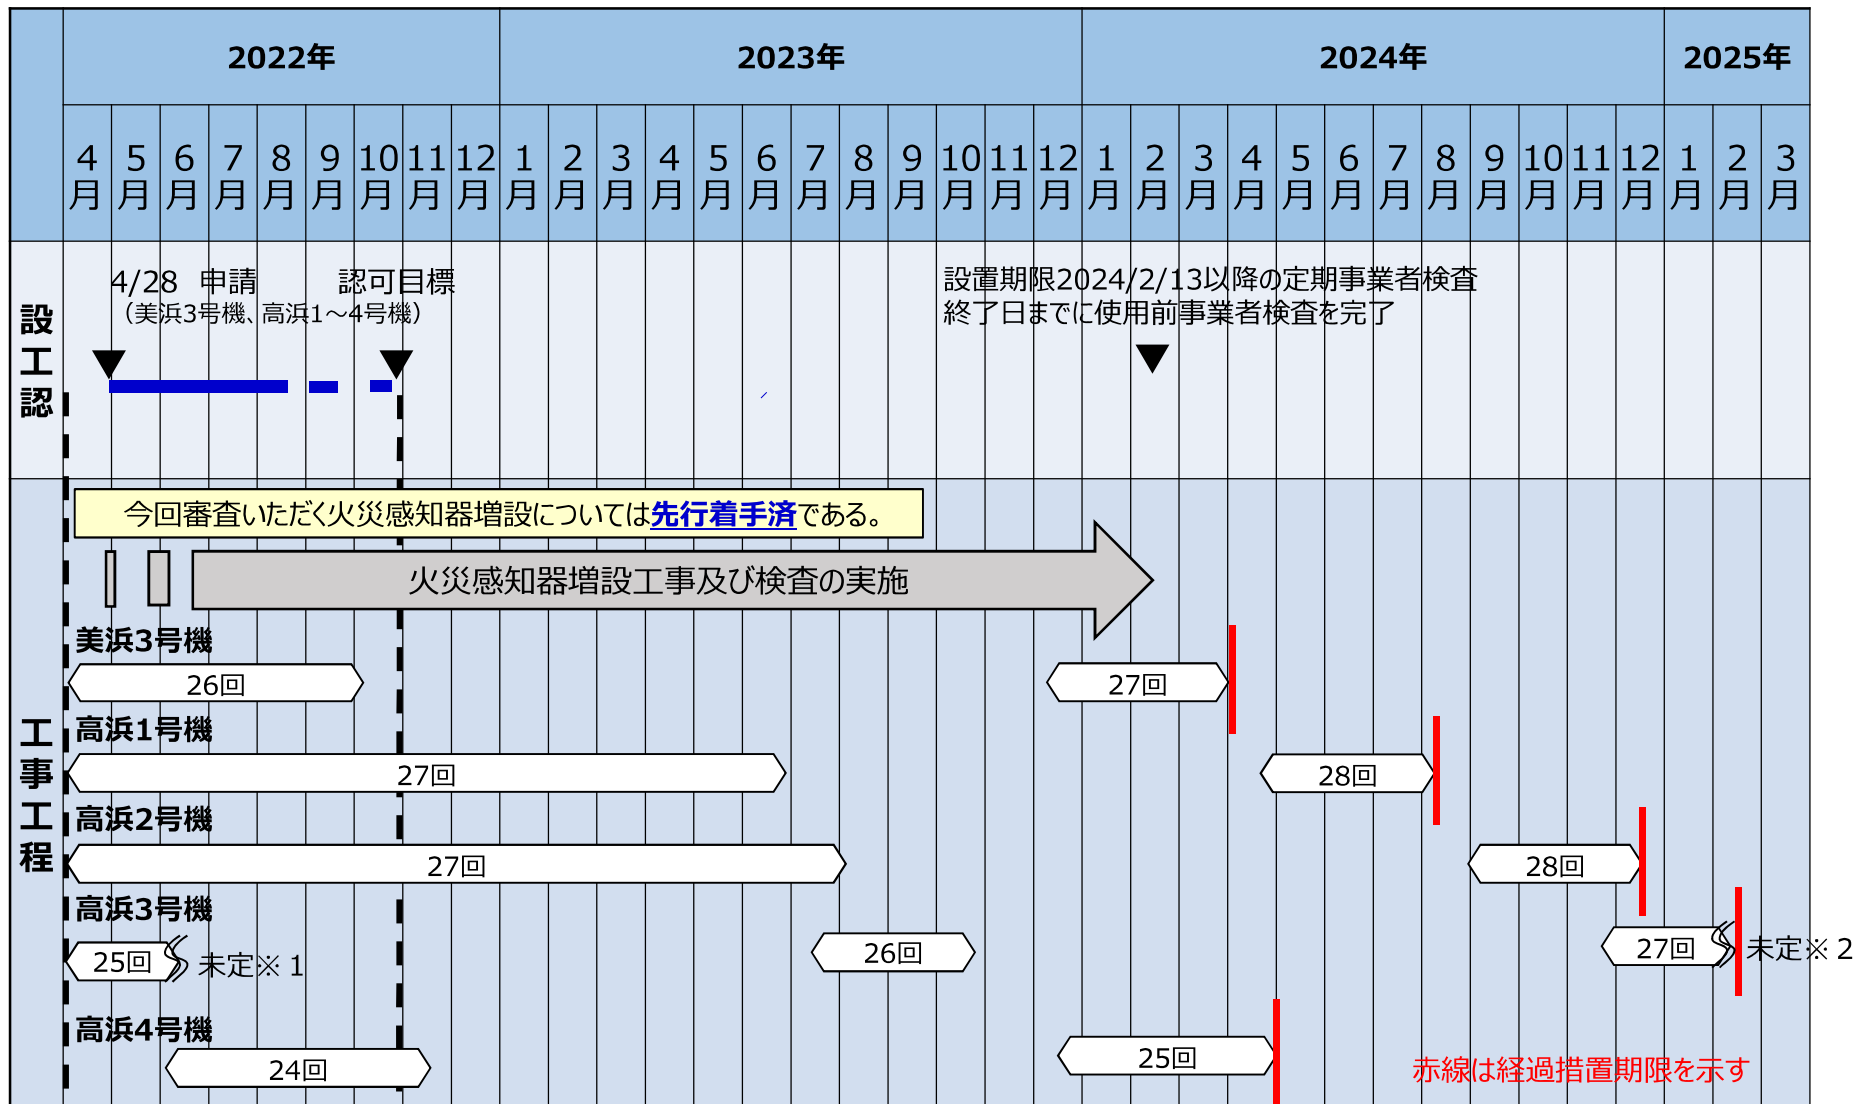 2022年 2023年 2024年 2025年
4月 5月 6月 7月 8月 9月 10月 11月 12月 1月 2月 3月 4月 5月 6月 7月 8月 9月 10月 11月 12月 1月 2月 3月 4月 5月 6月 7月 8月 9月 10月 11月 12月 1月 2月 3月
設工認
4/28 申請 認可目標
（美浜3号機、高浜1～4号機）
設置期限2024/2/13以降の定期事業者検査
終了日までに使用前事業者検査を完了
工事工程
今回審査いただく火災感知器増設については先行着手済である。
火災感知器増設工事及び検査の実施
美浜3号機
26回 27回
高浜1号機
27回 28回
高浜2号機
27回 28回
高浜3号機
25回 未定※１ 26回 27回 未定※２
高浜4号機
24回 25回
赤線は経過措置期限を示す